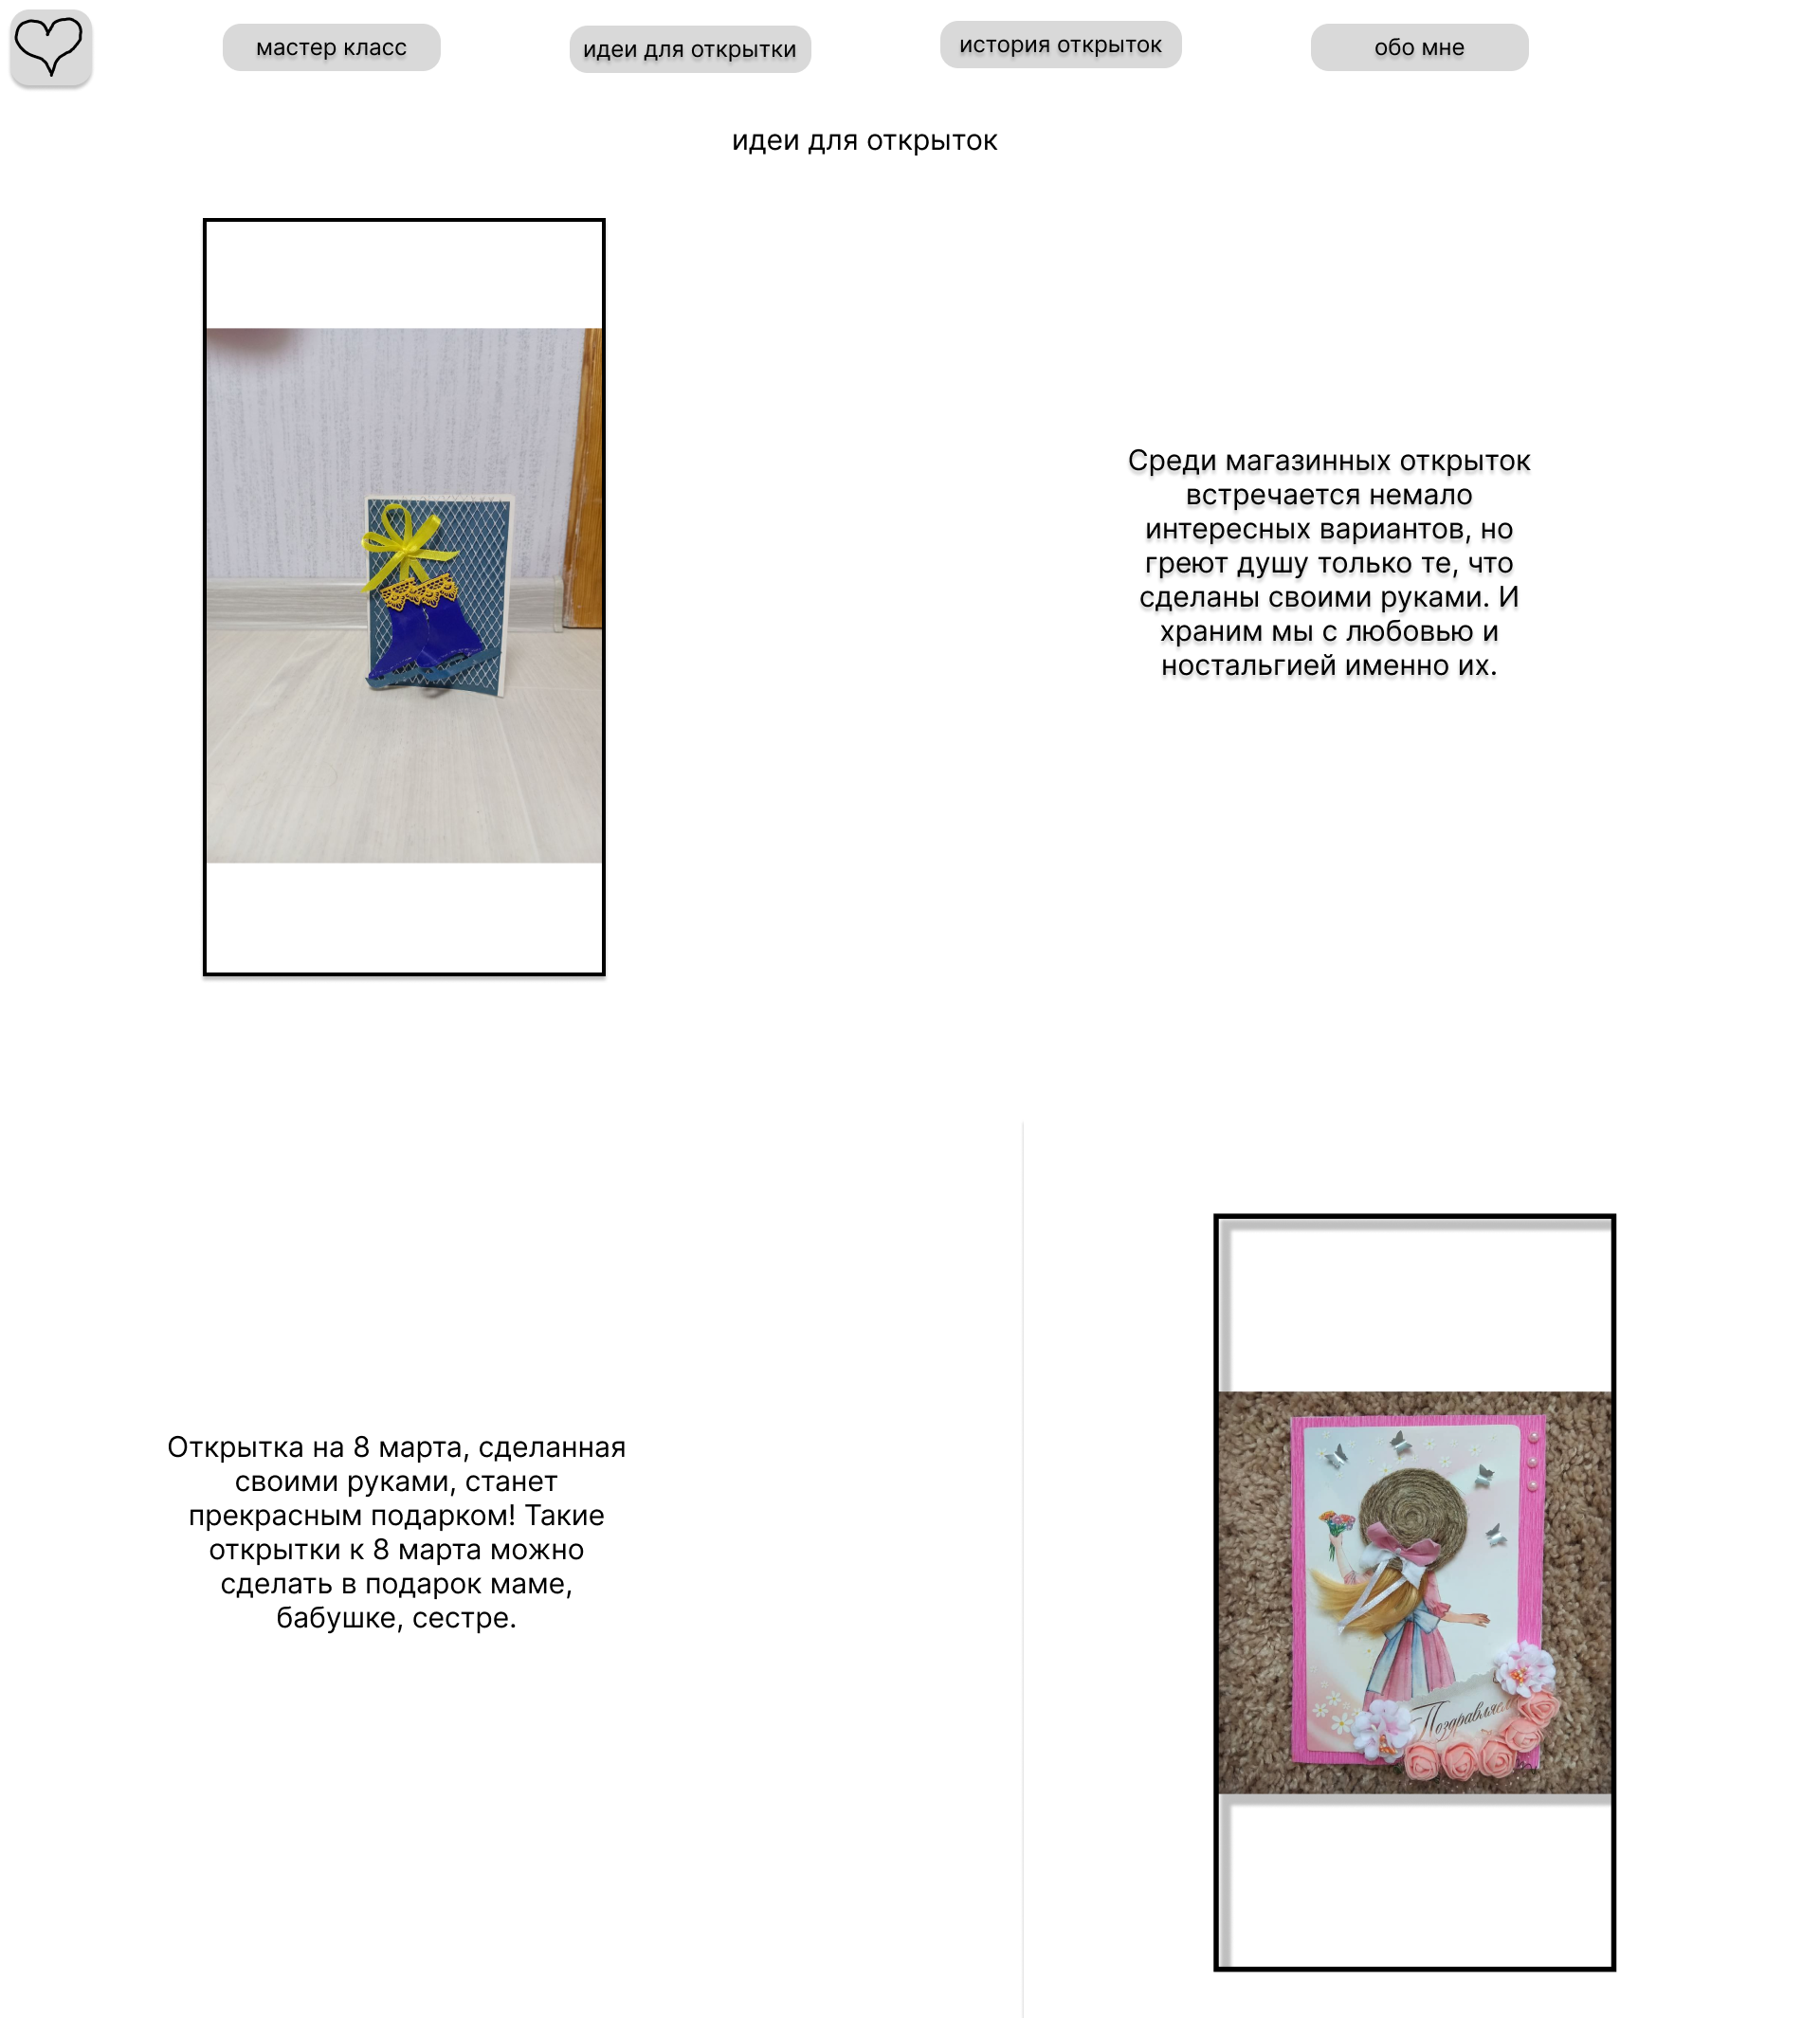 мастер класс
идеи для открытки
история открыток
обо мне
идеи для открыток
Среди магазинных открыток
встречается немало
интересных вариантов, но
греют душу только те, что
сделаны своими руками. И
храним мы с любовью и
ностальгией именно их.
Открытка на 8 марта, сделанная
своими руками, станет
прекрасным подарком! Такие
открытки к 8 марта можно
сделать в подарок маме,
бабушке, сестре.